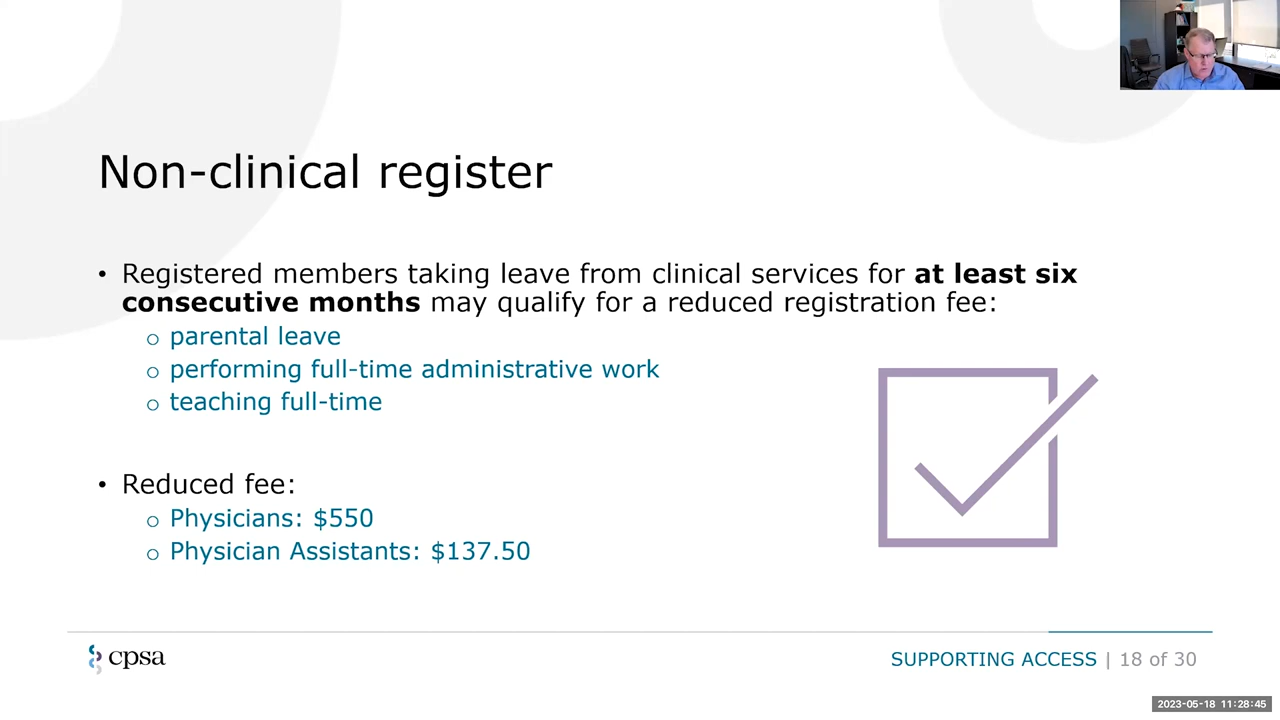 Non-clinical register
• Registered members taking leave from clinical services for at least six
consecutive months may qualify for a reduced registration fee:
o parental leave
o performing full-time administrative work
o teaching full-time
• Reduced fee:
o Physicians: $550
o Physician Assistants: $137.50
cpsa
SUPPORTING ACCESS | 18 of 30
2023-05-18 11:28:45